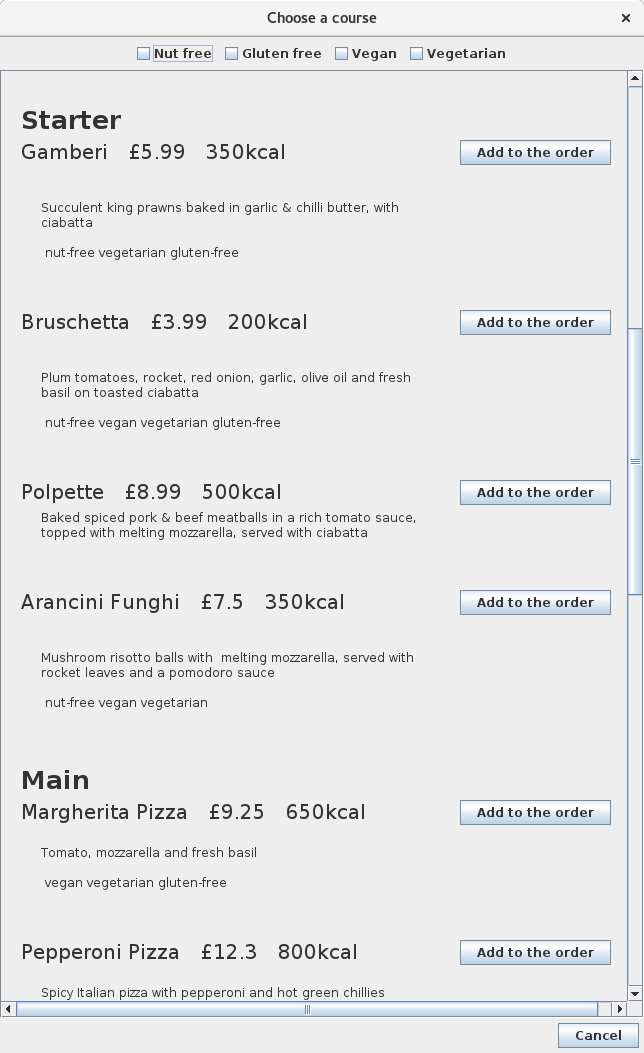 Choose a course
Nut free Gluten free Vegan Vegetarian
Starter
Gamberi £5.99 350kcal Add to the order
Succulent king prawns baked in garlic & chilli butter, with
ciabatta
nut-free vegetarian gluten-free
Bruschetta £3.99 200kcal Add to the order
Plum tomatoes, rocket, red onion, garlic, olive oil and fresh
basil on toasted ciabatta
nut-free vegan vegetarian gluten-free
Polpette £8.99 500kcal Add to the order
Baked spiced pork & beef meatballs in a rich tomato sauce,
topped with melting mozzarella, served with ciabatta
Arancini Funghi £7.5 350kcal Add to the order
Mushroom risotto balls with  melting mozzarella, served with
rocket leaves and a pomodoro sauce
nut-free vegan vegetarian
Main
Margherita Pizza £9.25 650kcal Add to the order
Tomato, mozzarella and fresh basil
vegan vegetarian gluten-free
Pepperoni Pizza £12.3 800kcal Add to the order
Spicy Italian pizza with pepperoni and hot green chillies
Cancel